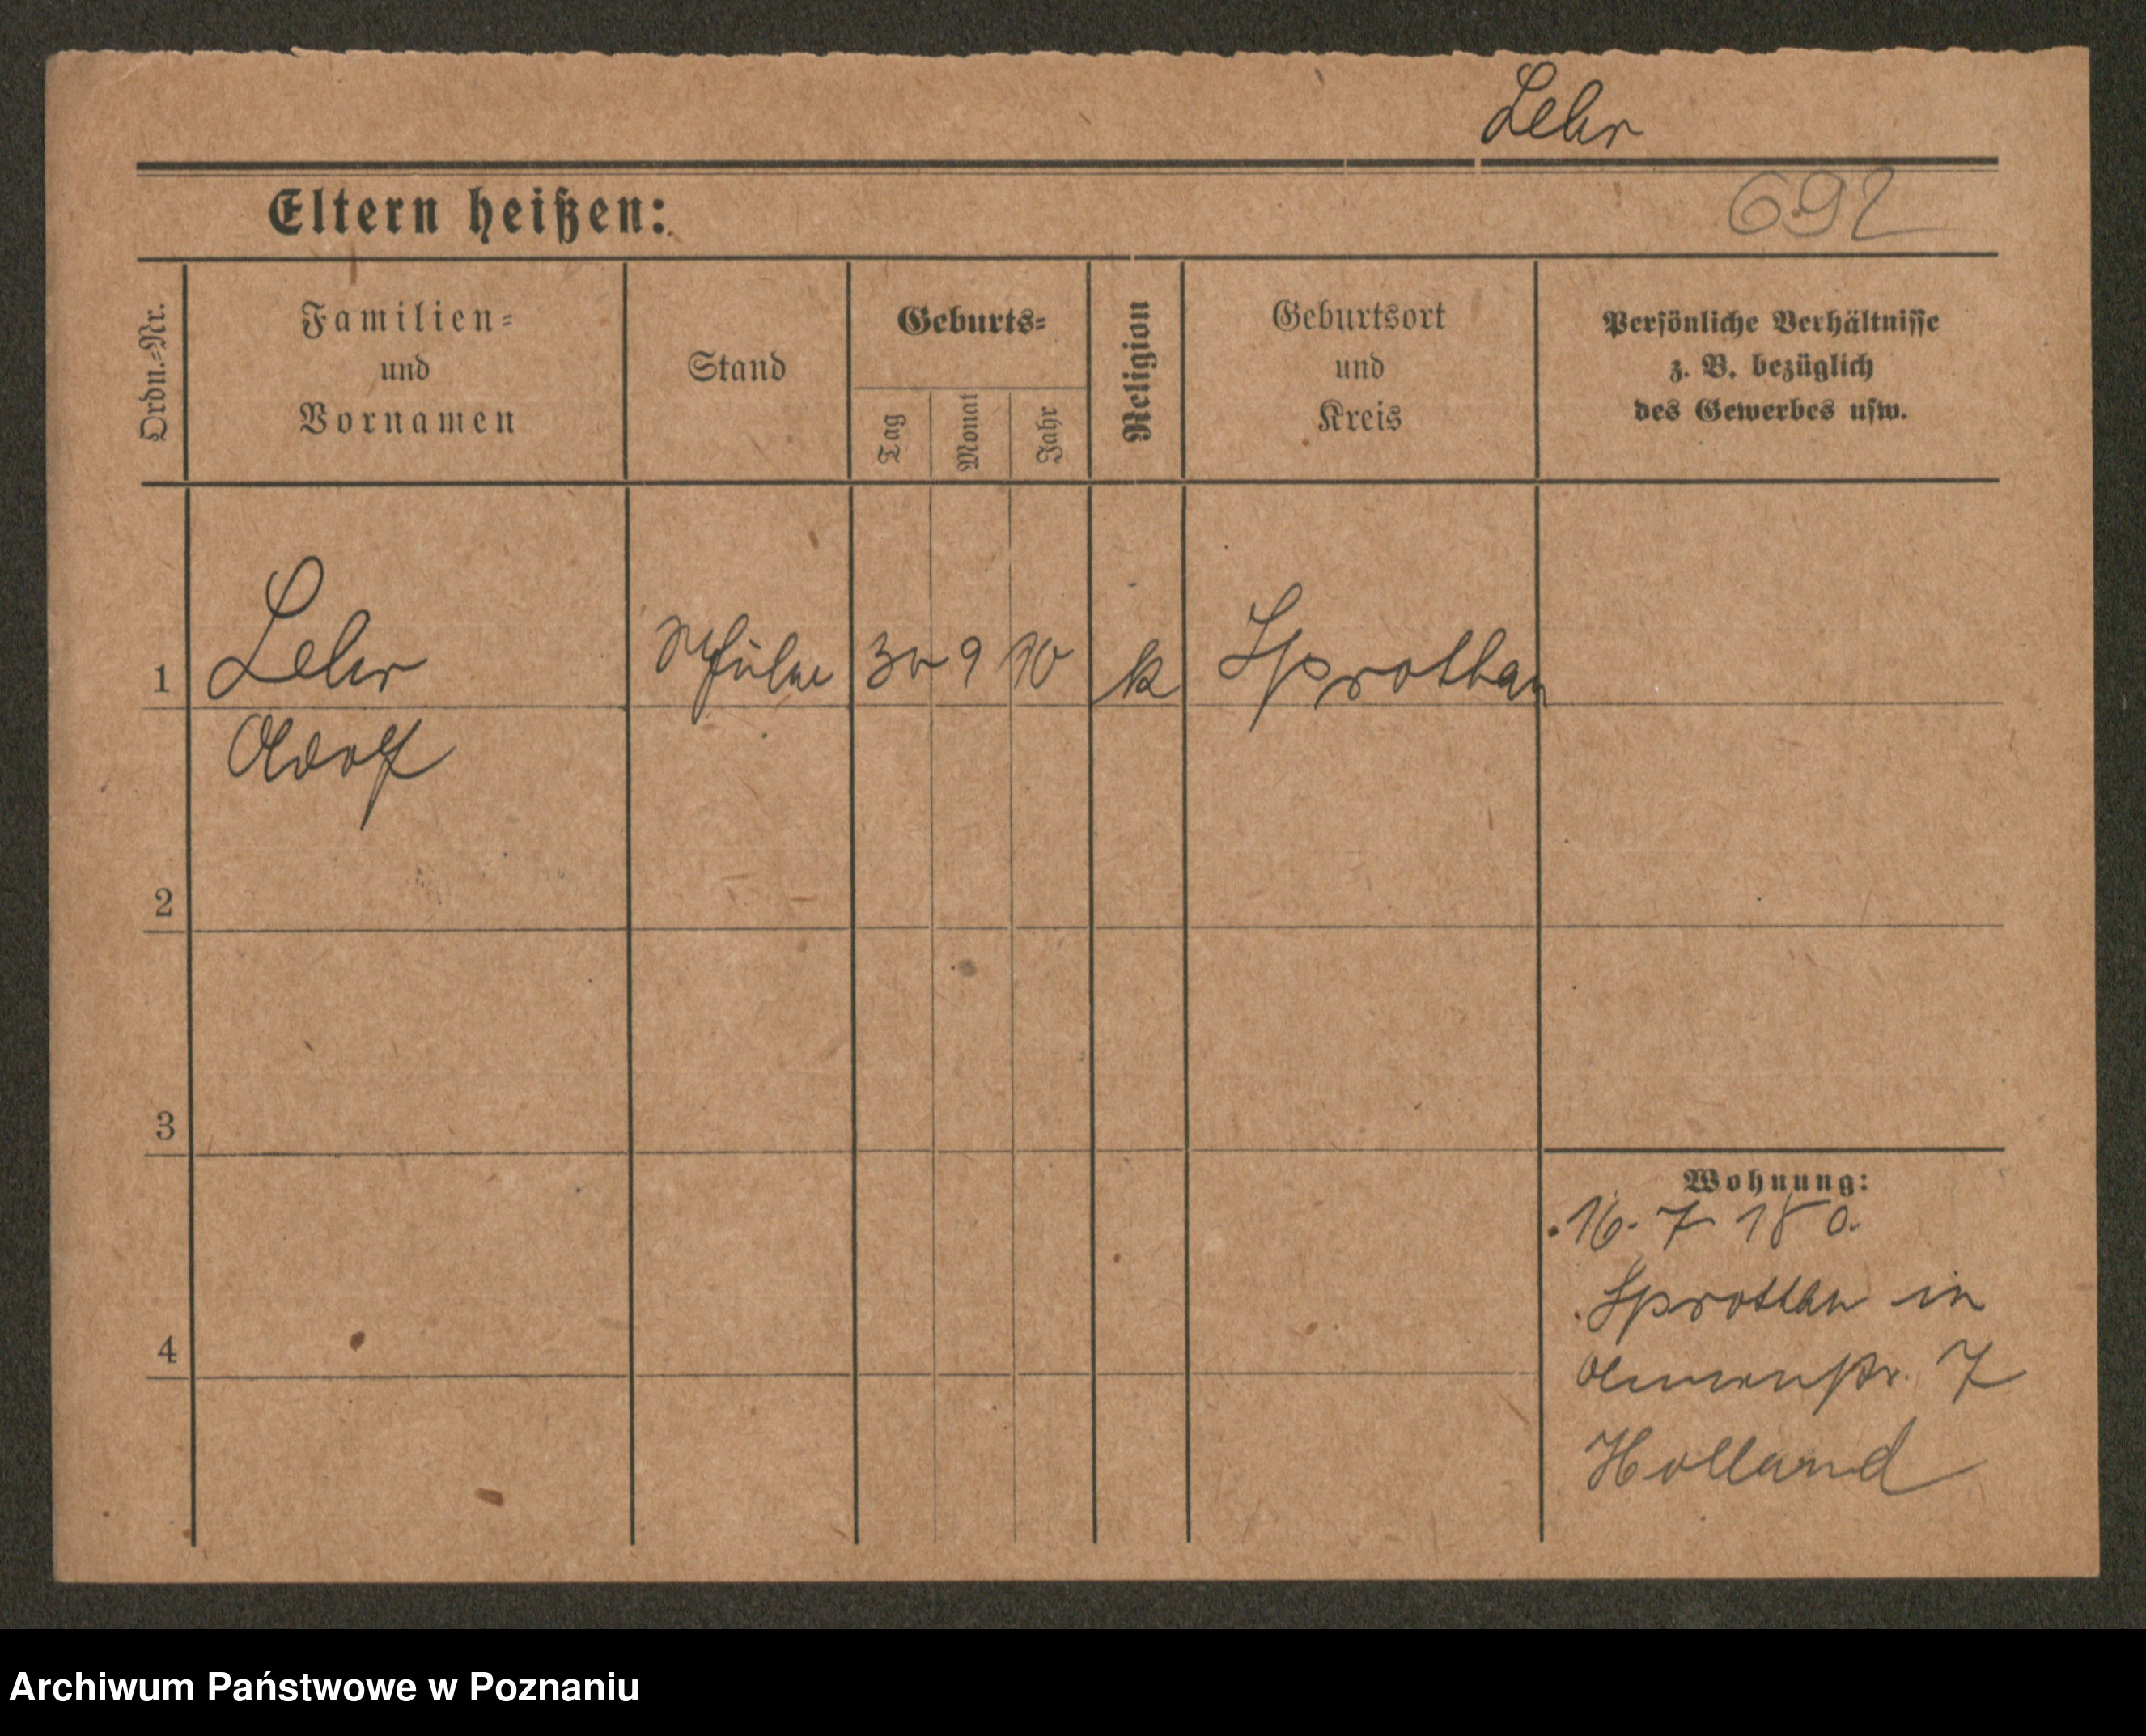 Lehr
Eltern heißen:
692
Ordn.-Nr.
Familien-
und
Vornamen
Stand
Geburts-
Tag
Monat
Jahr
Religion
Geburtsort
und
Kreis
Persönliche Verhältnisse
z. B. bezüglich
des Gewerbes usw.
1 Lehr 30 9 10 k Sprottau
Adolf
2
3
4
Wohnung:
16. 7 18
Sprottau in
7
Holland
Archiwum Państwowe w Poznaniu